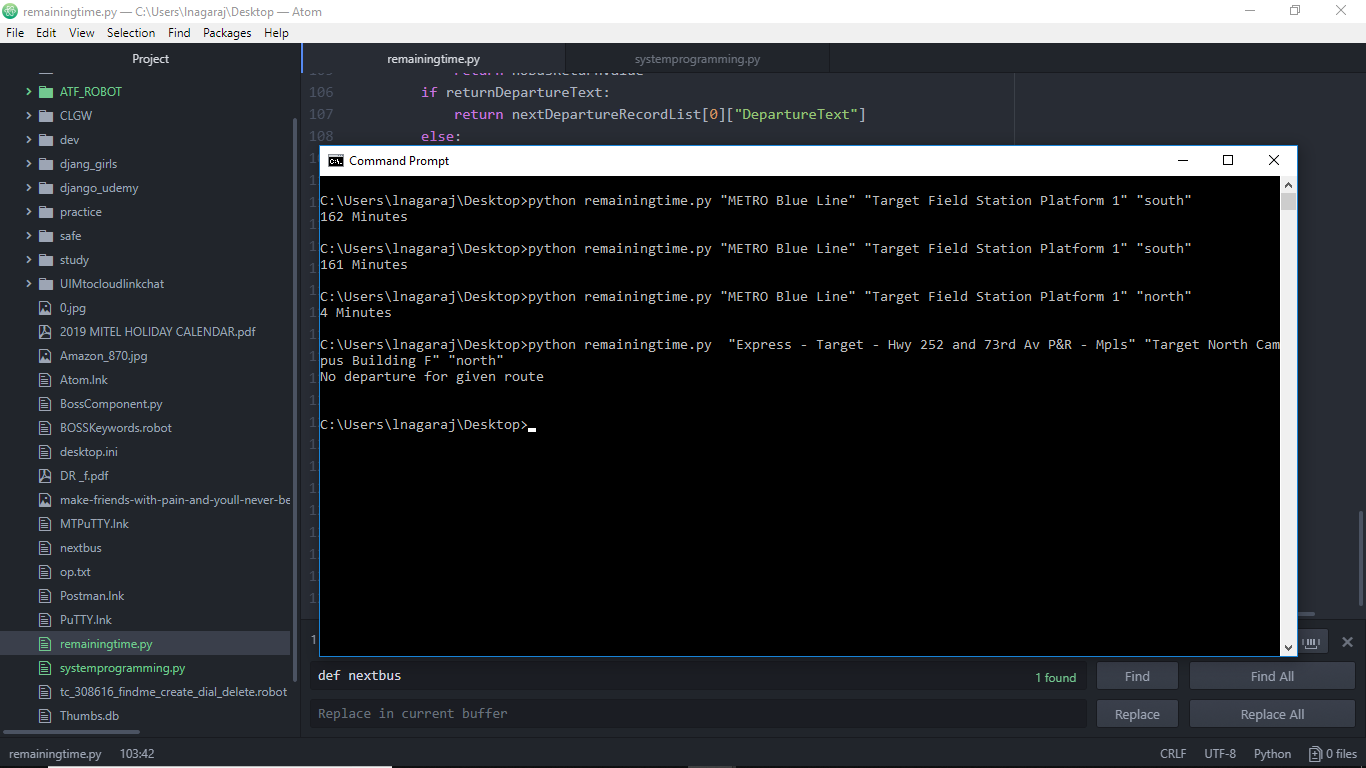 remainingtime.py — C:\Users\lnagaraj\Desktop — Atom
File Edit View Selection Find Packages Help
Project
remainingtime.py
systemprogramming.py
ATF_ROBOT
CLGW
dev
djang_girls
django_udemy
practice
safe
study
UIMtocloudlinkchat
0.jpg
2019 MITEL HOLIDAY CALENDAR.pdf
Amazon_870.jpg
Atom.lnk
BossComponent.py
BOSSKeywords.robot
desktop.ini
DR _f.pdf
make-friends-with-pain-and-youll-never-be
MTPuTTY.lnk
nextbus
op.txt
Postman.lnk
PuTTY.lnk
remainingtime.py
systemprogramming.py
tc_308616_findme_create_dial_delete.robot
Thumbs.db
106 if returnDepartureText:
107 return nextDepartureRecordList[0]["DepartureText"]
108 else:
Command Prompt
C:\Users\lnagaraj\Desktop>python remainingtime.py "METRO Blue Line" "Target Field Station Platform 1" "south"
162 Minutes
C:\Users\lnagaraj\Desktop>python remainingtime.py "METRO Blue Line" "Target Field Station Platform 1" "south"
161 Minutes
C:\Users\lnagaraj\Desktop>python remainingtime.py "METRO Blue Line" "Target Field Station Platform 1" "north"
4 Minutes
C:\Users\lnagaraj\Desktop>python remainingtime.py  "Express - Target - Hwy 252 and 73rd Av P&R - Mpls" "Target North Cam
pus Building F" "north"
No departure for given route
C:\Users\lnagaraj\Desktop>
def nextbus
1 found
Find
Find All
Replace in current buffer
Replace
Replace All
remainingtime.py 103:42
CRLF UTF-8 Python 0 files